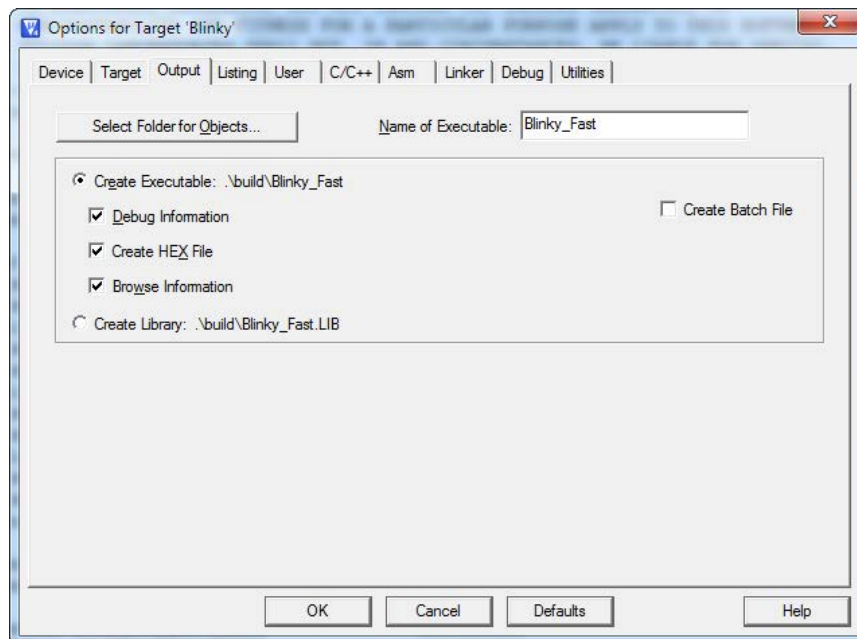 Options for Target 'Blinky'
Device Target Output Listing User C/C++ Asm Linker Debug Utilities
Select Folder for Objects... Name of Executable: Blinky_Fast
Create Executable: .\build\Blinky_Fast
Debug Information Create Batch File
Create HEX File
Browse Information
Create Library: .\build\Blinky_Fast.LIB
OK Cancel Defaults Help